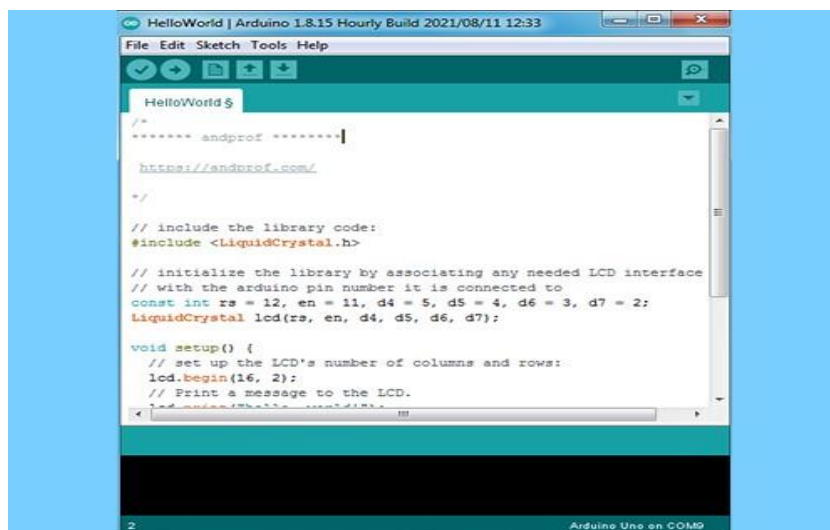 HelloWorld | Arduino 1.8.15 Hourly Build 2021/08/11 12:33
File Edit Sketch Tools Help
HelloWorld §
/*
******* andprof ********
https://andprof.com/
*/
// include the library code:
#include <LiquidCrystal.h>
// initialize the library by associating any needed LCD interface
// with the arduino pin number it is connected to
const int rs = 12, en = 11, d4 = 5, d5 = 4, d6 = 3, d7 = 2;
LiquidCrystal lcd(rs, en, d4, d5, d6, d7);
void setup() {
// set up the LCD's number of columns and rows:
lcd.begin(16, 2);
// Print a message to the LCD.
2
Arduino Uno on COM9